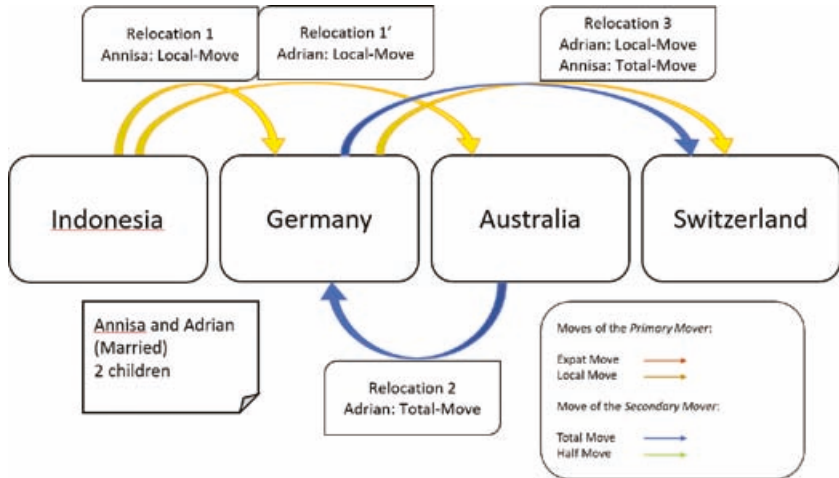 Relocation 1
Annisa: Local-Move
Relocation 1'
Adrian: Local-Move
Relocation 3
Adrian: Local-Move
Annisa: Total-Move
Indonesia
Germany
Australia
Switzerland
Annisa and Adrian
(Married)
2 children
Relocation 2
Adrian: Total-Move
Moves of the Primary Mover:
Expat Move
Local Move
Move of the Secondary Mover:
Total Move
Half Move